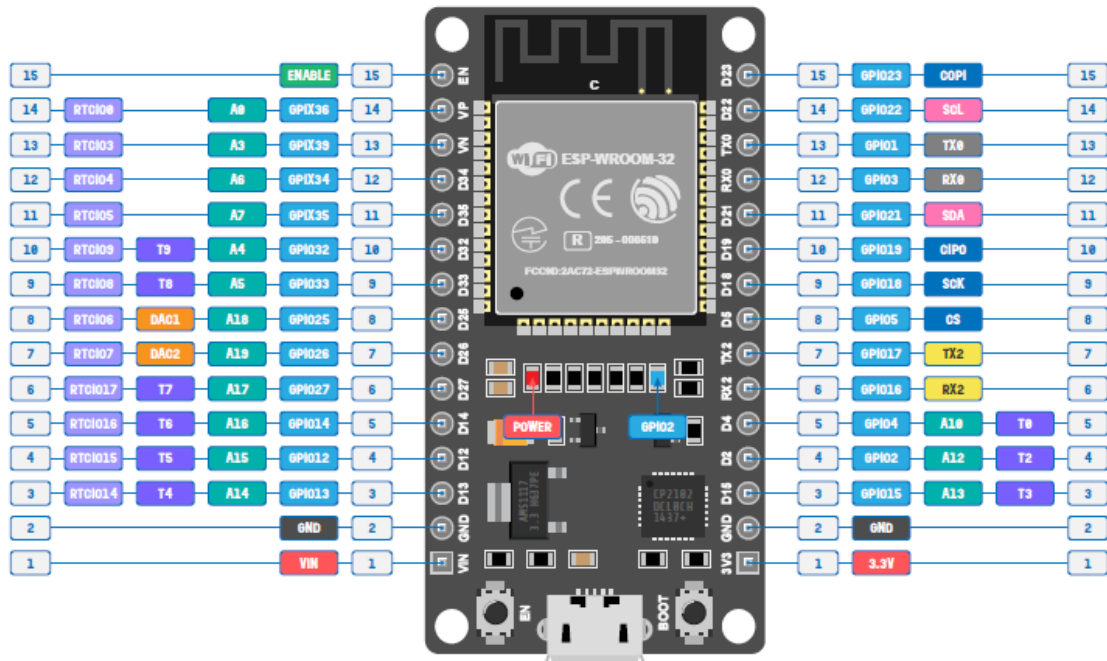 15 ENABLE 15 EN D23 15 GPIO23 COPI 15
C
14 RTCIO0 A0 GPIX36 14 VP D22 14 GPIO22 SCL 14
13 RTCIO3 A3 GPIX39 13 VN TX0 13 GPIO1 TX0 13
WiFi ESP-WROOM-32
12 RTCIO4 A6 GPIX34 12 D34 RX0 12 GPIO3 RX0 12
CE
11 RTCIO5 A7 GPIX35 11 D35 D21 11 GPIO21 SDA 11
R 205-000519
10 RTCIO9 T9 A4 GPIO32 10 D32 D19 10 GPIO19 CIPO 10
FCCID:2AC72-ESPWROOM32
9 RTCIO8 T8 A5 GPIO33 9 D33 D18 9 GPIO18 SCK 9
8 RTCIO6 DAC1 A18 GPIO25 8 D25 D5 8 GPIO5 CS 8
7 RTCIO7 DAC2 A19 GPIO26 7 D26 TX2 7 GPIO17 TX2 7
6 RTCIO17 T7 A17 GPIO27 6 D27 RX2 6 GPIO16 RX2 6
5 RTCIO16 T6 A16 GPIO14 5 D14 POWER GPIO2 D4 5 GPIO4 A10 T0 5
4 RTCIO15 T5 A15 GPIO12 4 D12 D2 4 GPIO2 A12 T2 4
3 RTCIO14 T4 A14 GPIO13 3 D13 D15 3 GPIO15 A13 T3 3
AMS1117
3.3 M637PE
CP2102
DCL0CH
1437+
2 GND 2 GND GND 2 GND 2
1 VIN 1 VIN 3V3 1 3.3V 1
EN BOOT